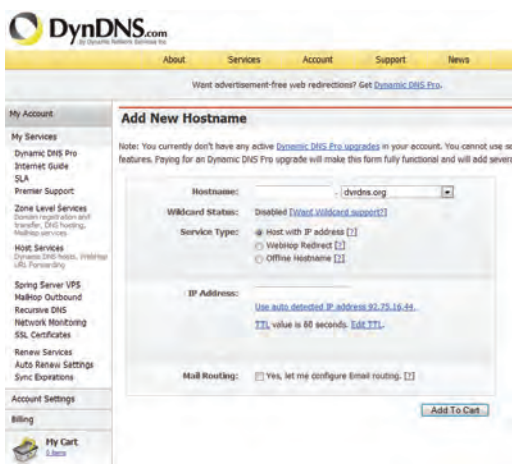 DynDNS.com
by Dynamic Network Services Inc.
About Services Account Support News
Want advertisement-free web redirections? Get Dynamic DNS Pro.
My Account
My Services
Dynamic DNS Pro
Internet Guide
SLA
Premier Support
Zone Level Services
Domain registration and
transfer, DNS hosting,
MailHop services
Host Services
Dynamic DNS hosts, WebHop
URL Forwarding
Spring Server VPS
MailHop Outbound
Recursive DNS
Network Monitoring
SSL Certificates
Renew Services
Auto Renew Settings
Sync Expirations
Account Settings
Billing
My Cart
Add New Hostname
Note: You currently don't have any active Dynamic DNS Pro upgrades in your account. You cannot use se
features. Paying for an Dynamic DNS Pro upgrade will make this form fully functional and will add severa
Hostname: . dvrdns.org
Wildcard Status: Disabled [Want Wildcard support?]
Service Type: Host with IP address [?]
WebHop Redirect [?]
Offline Hostname [?]
IP Address:
Use auto detected IP address 92.75.16.44.
TTL value is 60 seconds. Edit TTL.
Mail Routing: Yes, let me configure Email routing. [?]
Add To Cart